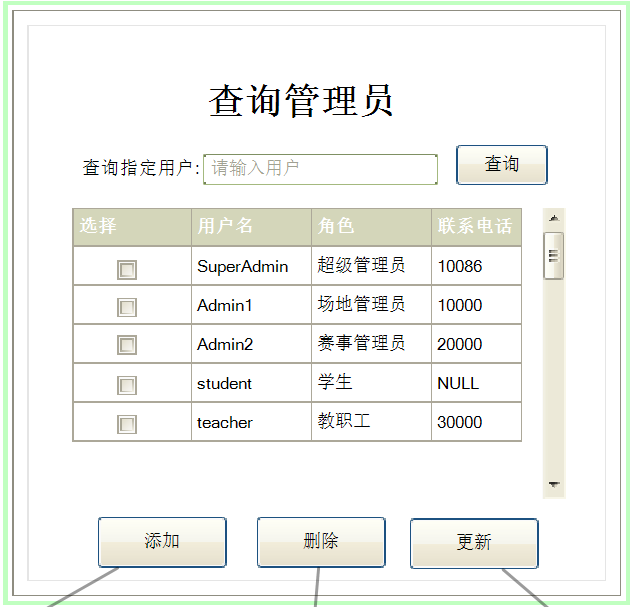 查询管理员
查询指定用户: 请输入用户 查询
选择 用户名 角色 联系电话
SuperAdmin 超级管理员 10086
Admin1 场地管理员 10000
Admin2 赛事管理员 20000
student 学生 NULL
teacher 教职工 30000
添加 删除 更新